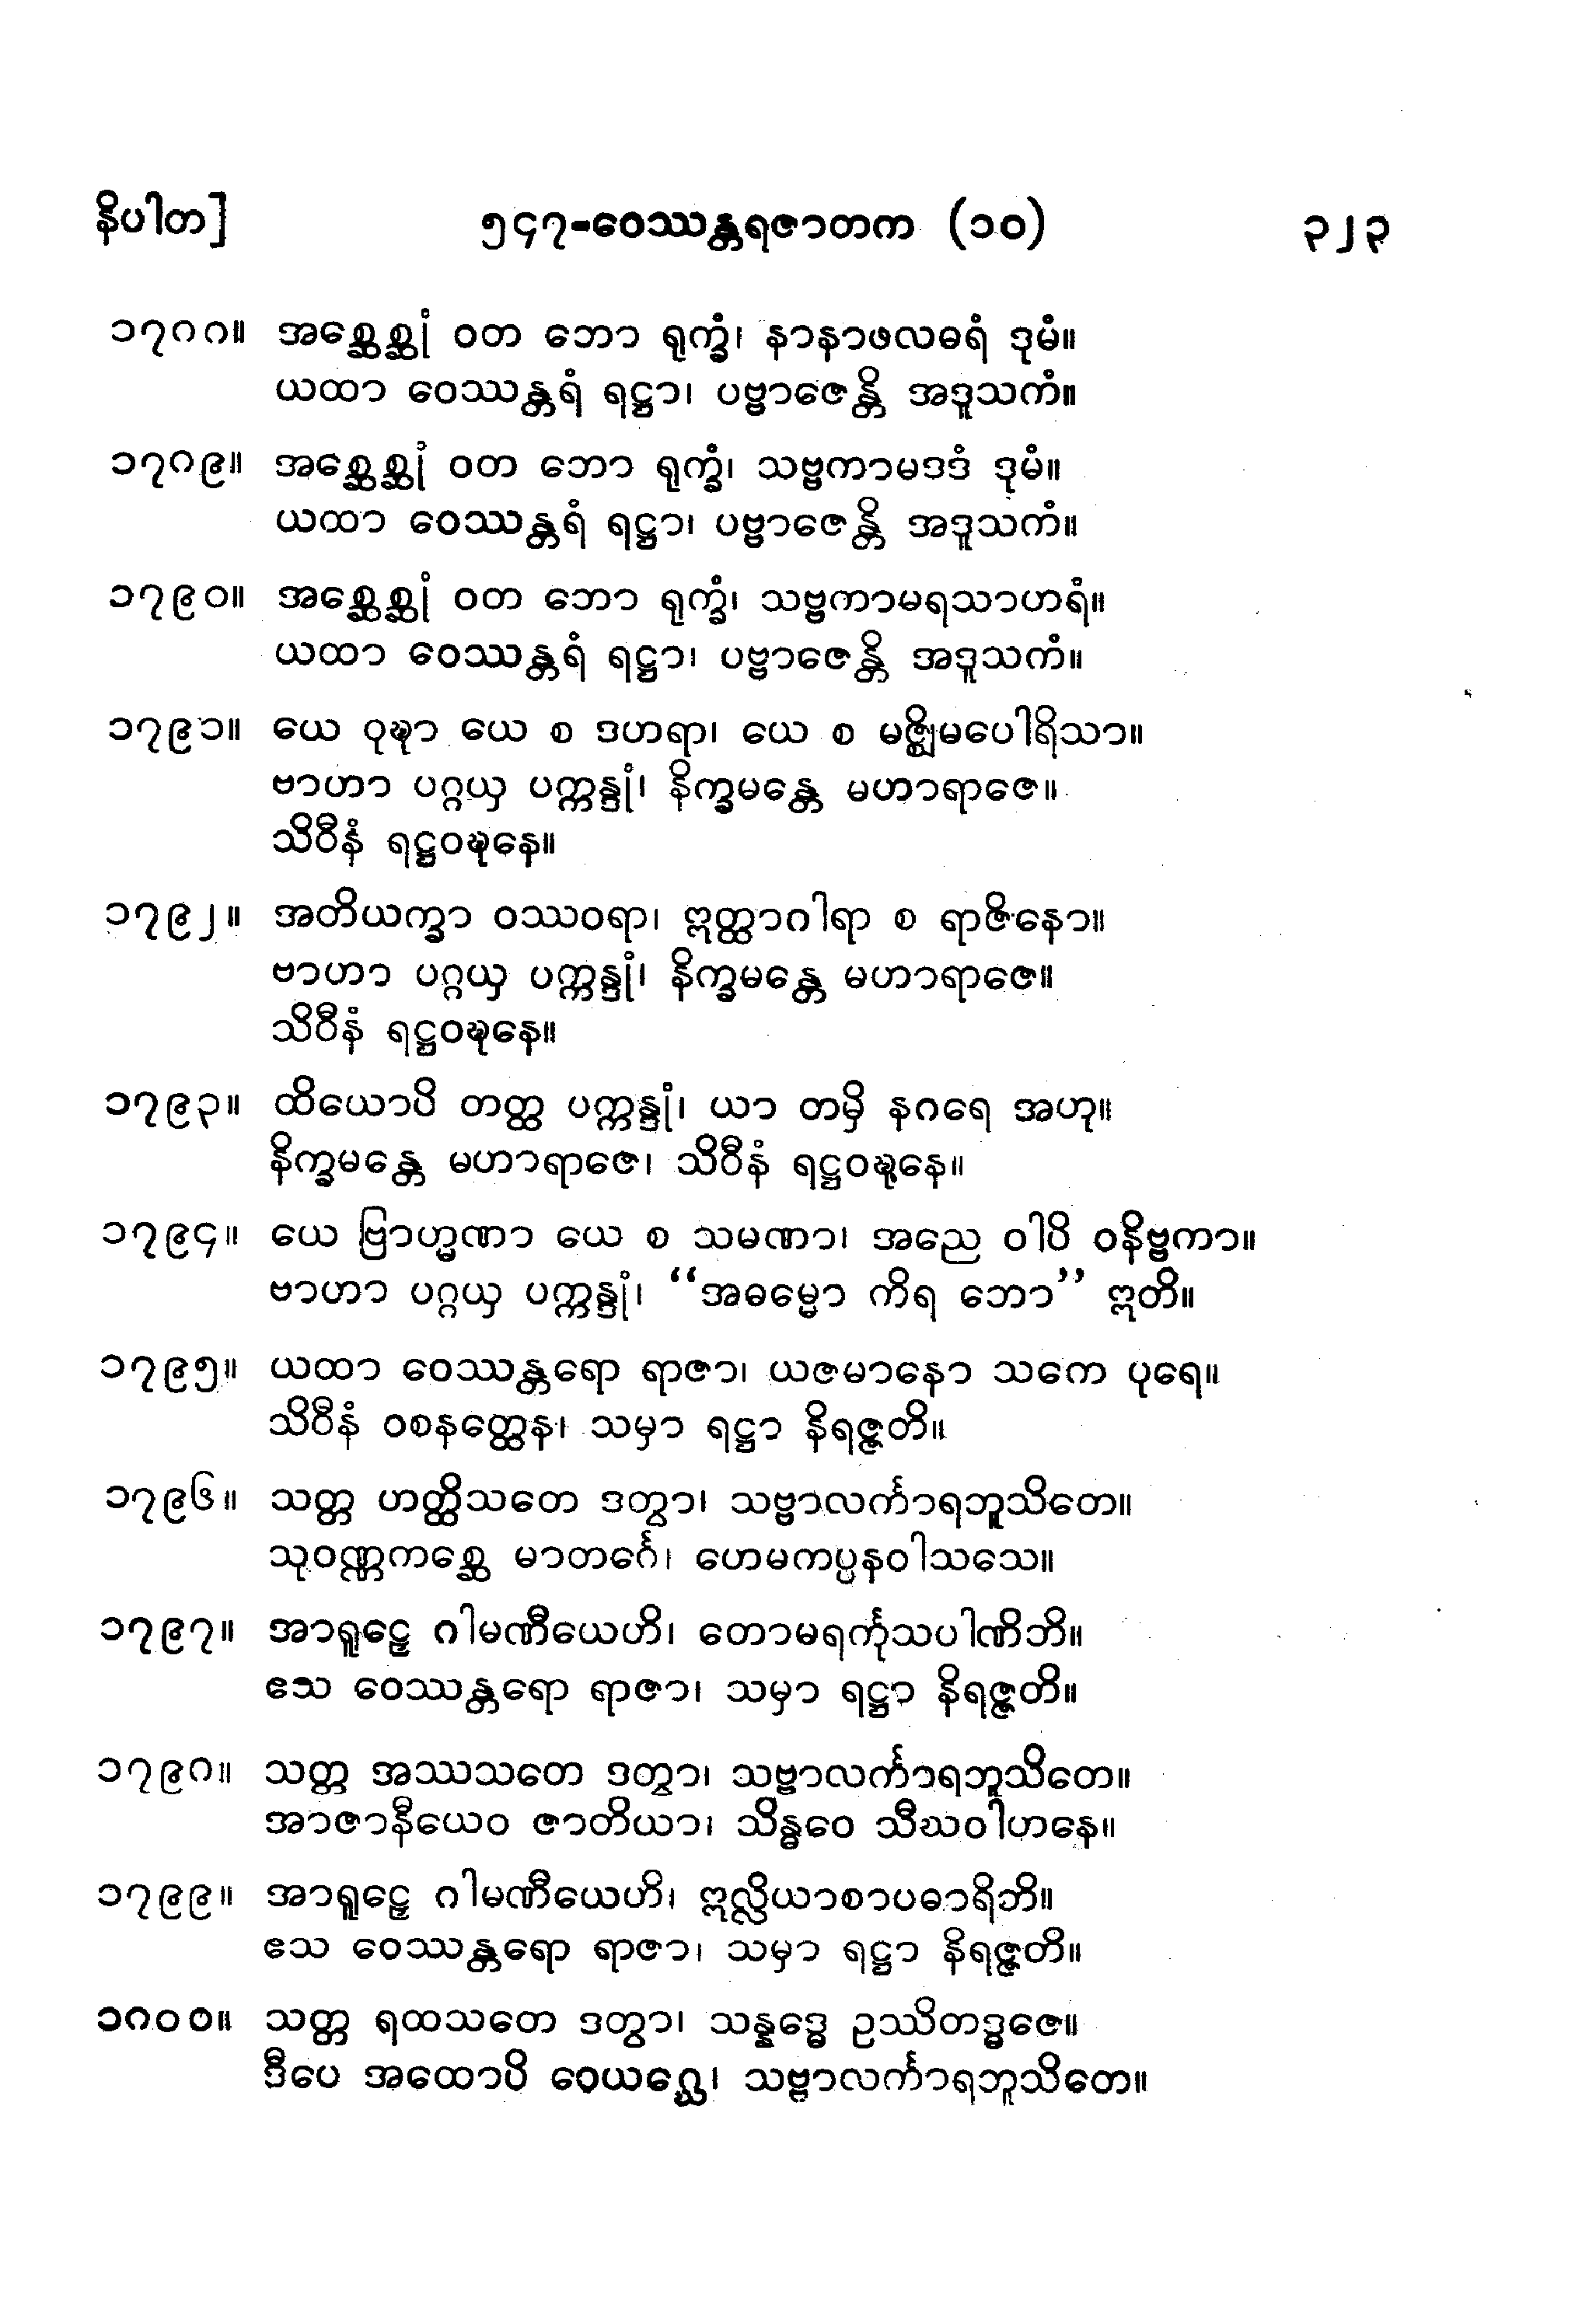 နိပါတ] ၅၄၇-ဝေဿန္တရဇာတက (၁၀) ၃၂၃
၁၇၈၈။ အစ္ဆေစ္ဆုံ ဝတ ဘော ရုက္ခံ၊ နာနာဖလဓရံ ဒုမံ။
ယထာ ဝေဿန္တရံ ရဋ္ဌာ၊ ပဗ္ဗာဇေန္တိ အဒူသကံ။
၁၇၈၉။ အစ္ဆေစ္ဆုံ ဝတ ဘော ရုက္ခံ၊ သဗ္ဗကာမဒဒံ ဒုမံ။
ယထာ ဝေဿန္တရံ ရဋ္ဌာ၊ ပဗ္ဗာဇေန္တိ အဒူသကံ။
၁၇၉၀။ အစ္ဆေစ္ဆုံ ဝတ ဘော ရုက္ခံ၊ သဗ္ဗကာမရသာဟရံ။
ယထာ ဝေဿန္တရံ ရဋ္ဌာ၊ ပဗ္ဗာဇေန္တိ အဒူသကံ။
၁၇၉၁။ ယေ ဝုဍ္ဎာ ယေ စ ဒဟရာ၊ ယေ စ မဇ္ဈိမပေါရိသာ။
ဗာဟာ ပဂ္ဂယှ ပက္ကန္ဒုံ၊ နိက္ခမန္တေ မဟာရာဇေ။
သိဝီနံ ရဋ္ဌဝဍ္ဎနေ။
၁၇၉၂။ အတိယက္ခာ ဝဿဝရာ၊ ဣတ္ထာဂါရာ စ ရာဇိနော။
ဗာဟာ ပဂ္ဂယှ ပက္ကန္ဒုံ၊ နိက္ခမန္တေ မဟာရာဇေ။
သိဝီနံ ရဋ္ဌဝဍ္ဎနေ။
၁၇၉၃။ ထိယောပိ တတ္ထ ပက္ကန္ဒုံ၊ ယာ တမှိ နဂရေ အဟု။
နိက္ခမန္တေ မဟာရာဇေ၊ သိဝီနံ ရဋ္ဌဝဍ္ဎနေ။
၁၇၉၄။ ယေ ဗြာဟ္မဏာ ယေ စ သမဏာ၊ အညေ ဝါပိ ဝနိဗ္ဗကာ။
ဗာဟာ ပဂ္ဂယှ ပက္ကန္ဒုံ၊ “အဓမ္မော ကိရ ဘော” ဣတိ။
၁၇၉၅။ ယထာ ဝေဿန္တရော ရာဇာ၊ ယဇမာနော သကေ ပုရေ။
သိဝီနံ ဝစနတ္ထေန၊ သမှာ ရဋ္ဌာ နိရဇ္ဇတိ။
၁၇၉၆။ သတ္တ ဟတ္ထိသတေ ဒတွာ၊ သဗ္ဗာလင်္ကာရဘူသိတေ။
သုဝဏ္ဏကစ္ဆေ မာတင်္ဂေ၊ ဟေမကပ္ပနဝါသသေ။
၁၇၉၇။ အာရူဠှေ ဂါမဏီယေဟိ၊ တောမရင်္ကုသပါဏိဘိ။
ဧသ ဝေဿန္တရော ရာဇာ၊ သမှာ ရဋ္ဌာ နိရဇ္ဇတိ။
၁၇၉၈။ သတ္တ အဿသတေ ဒတွာ၊ သဗ္ဗာလင်္ကာရဘူသိတေ။
အာဇာနီယေဝ ဇာတိယာ၊ သိန္ဓဝေ သီဃဝါဟနေ။
၁၇၉၉။ အာရူဠှေ ဂါမဏီယေဟိ၊ ဣလ္လိယာစာပဓာရိဘိ။
ဧသ ဝေဿန္တရော ရာဇာ၊ သမှာ ရဋ္ဌာ နိရဇ္ဇတိ။
၁၈၀၀။ သတ္တ ရထသတေ ဒတွာ၊ သန္နဒ္ဓေ ဥဿိတဒ္ဓဇေ။
ဒီပေ အထောပိ ဝေယဂ္ဃေ၊ သဗ္ဗာလင်္ကာရဘူသိတေ။